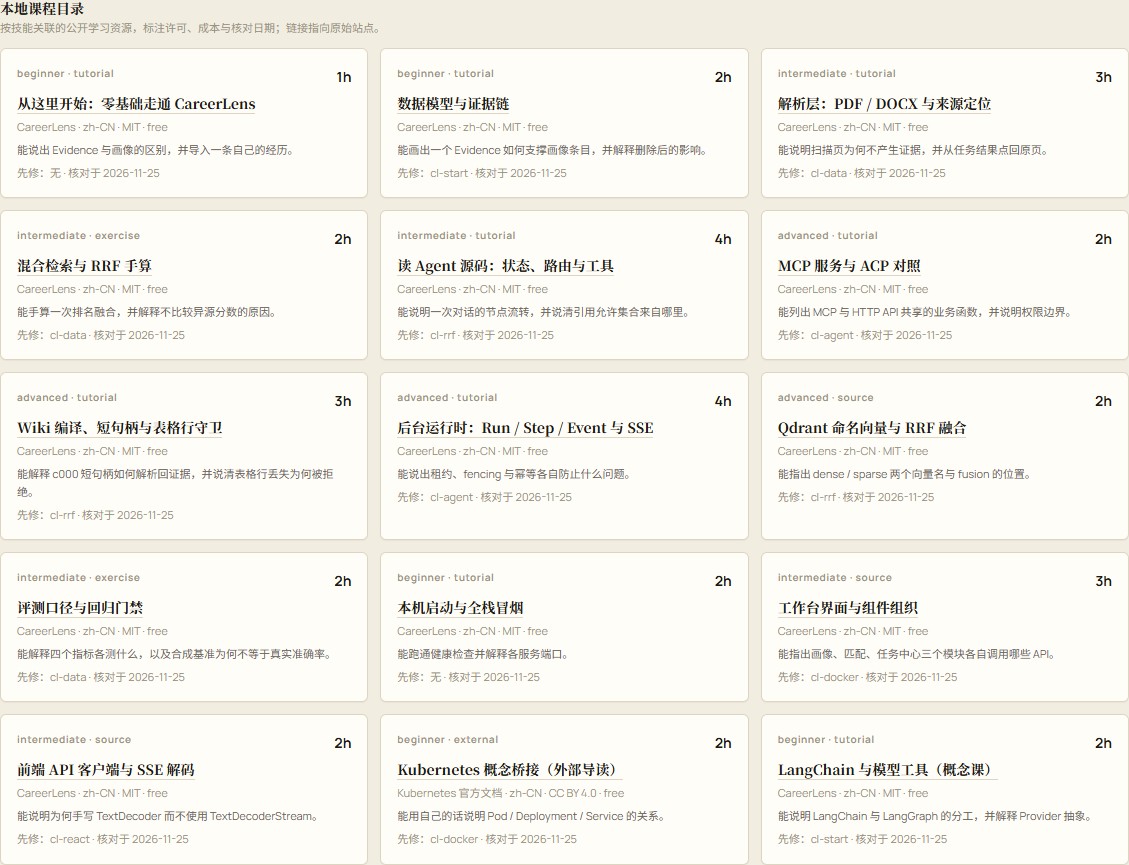 本地课程目录
按技能关联的公开学习资源，标注许可、成本与核对日期；链接指向原始站点。
beginner · tutorial
1h
从这里开始：零基础走通 CareerLens
CareerLens · zh-CN · MIT · free
能说出 Evidence 与画像的区别，并导入一条自己的经历。
先修：无 · 核对于 2026-11-25
beginner · tutorial
2h
数据模型与证据链
CareerLens · zh-CN · MIT · free
能画出一个 Evidence 如何支撑画像条目，并解释删除后的影响。
先修：cl-start · 核对于 2026-11-25
intermediate · tutorial
3h
解析层：PDF / DOCX 与来源定位
CareerLens · zh-CN · MIT · free
能说明扫描页为何不产生证据，并从任务结果点回原页。
先修：cl-data · 核对于 2026-11-25
intermediate · exercise
2h
混合检索与 RRF 手算
CareerLens · zh-CN · MIT · free
能手算一次排名融合，并解释不比较异源分数的原因。
先修：cl-data · 核对于 2026-11-25
intermediate · tutorial
4h
读 Agent 源码：状态、路由与工具
CareerLens · zh-CN · MIT · free
能说明一次对话的节点流转，并说清引用允许集合来自哪里。
先修：cl-rrf · 核对于 2026-11-25
advanced · tutorial
2h
MCP 服务与 ACP 对照
CareerLens · zh-CN · MIT · free
能列出 MCP 与 HTTP API 共享的业务函数，并说明权限边界。
先修：cl-agent · 核对于 2026-11-25
advanced · tutorial
3h
Wiki 编译、短句柄与表格行守卫
CareerLens · zh-CN · MIT · free
能解释 c000 短句柄如何解析回证据，并说清表格行丢失为何被拒
绝。
先修：cl-rrf · 核对于 2026-11-25
advanced · tutorial
4h
后台运行时：Run / Step / Event 与 SSE
CareerLens · zh-CN · MIT · free
能说出租约、fencing 与幂等各自防止什么问题。
先修：cl-agent · 核对于 2026-11-25
advanced · source
2h
Qdrant 命名向量与 RRF 融合
CareerLens · zh-CN · MIT · free
能指出 dense / sparse 两个向量名与 fusion 的位置。
先修：cl-rrf · 核对于 2026-11-25
intermediate · exercise
2h
评测口径与回归门禁
CareerLens · zh-CN · MIT · free
能解释四个指标各测什么，以及合成基准为何不等于真实准确率。
先修：cl-data · 核对于 2026-11-25
beginner · tutorial
2h
本机启动与全栈冒烟
CareerLens · zh-CN · MIT · free
能跑通健康检查并解释各服务端口。
先修：无 · 核对于 2026-11-25
intermediate · source
3h
工作台界面与组件组织
CareerLens · zh-CN · MIT · free
能指出画像、匹配、任务中心三个模块各自调用哪些 API。
先修：cl-docker · 核对于 2026-11-25
intermediate · source
2h
前端 API 客户端与 SSE 解码
CareerLens · zh-CN · MIT · free
能说明为何手写 TextDecoder 而不使用 TextDecoderStream。
先修：cl-react · 核对于 2026-11-25
beginner · external
2h
Kubernetes 概念桥接（外部导读）
Kubernetes 官方文档 · zh-CN · CC BY 4.0 · free
能用自己的话说明 Pod / Deployment / Service 的关系。
先修：cl-docker · 核对于 2026-11-25
beginner · tutorial
2h
LangChain 与模型工具（概念课）
CareerLens · zh-CN · MIT · free
能说明 LangChain 与 LangGraph 的分工，并解释 Provider 抽象。
先修：cl-start · 核对于 2026-11-25